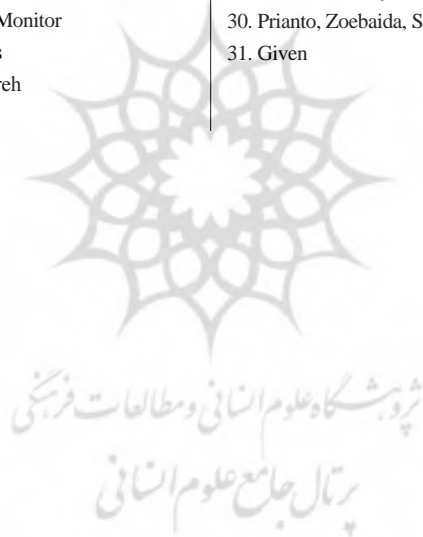 Monitor
s
reh
30. Prianto, Zoebaida, S
31. Given
پژوهشگاه علوم انسانی و مطالعات فرهنگی
پرتال جامع علوم انسانی